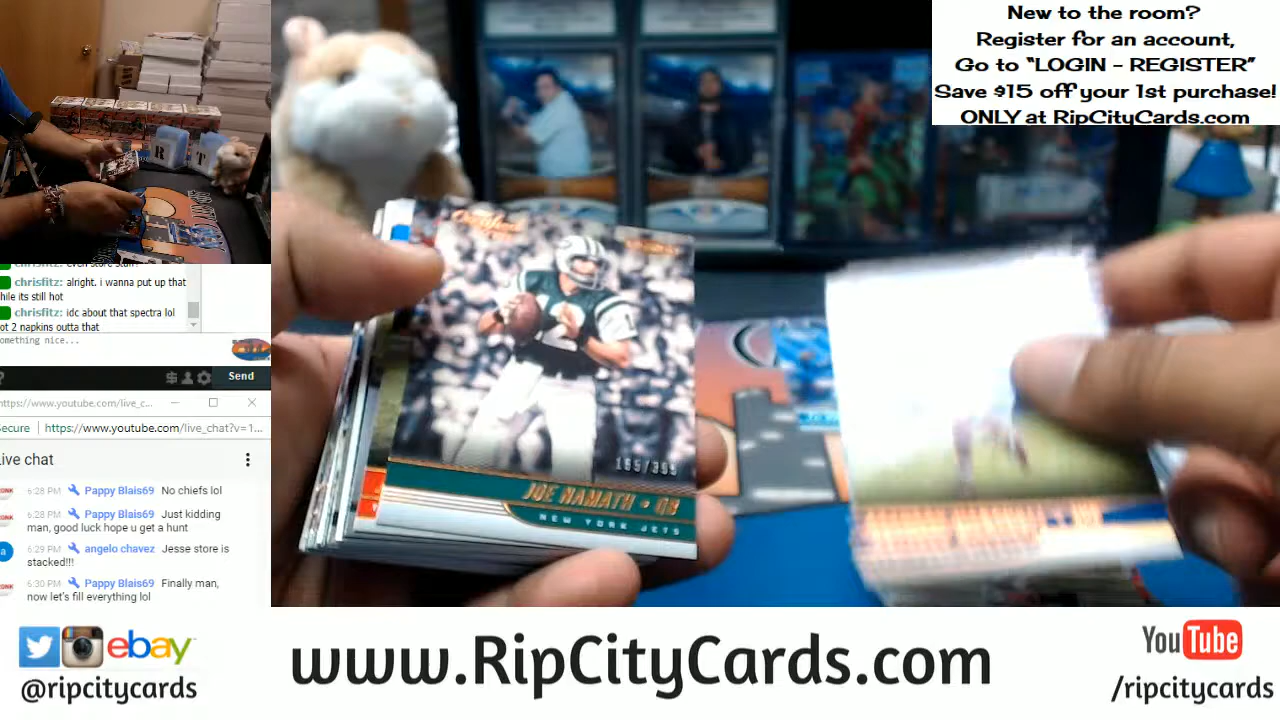 New to the room?
Register for an account,
Go to "LOGIN - REGISTER"
Save $15 off your 1st purchase!
ONLY at RipCityCards.com
R T
chrisfitz: alright. i wanna put up that
hile its still hot
chrisfitz: idc about that spectra lol
ot 2 napkins outta that
omething nice...
Send
https://www.youtube.com/live_c...
Secure https://www.youtube.com/live_chat?v=1...
Live chat
6:28 PM Pappy Blais69 No chiefs lol
6:28 PM Pappy Blais69 Just kidding
man, good luck hope u get a hunt
a 6:29 PM angelo chavez Jesse store is
stacked!!!
6:30 PM Pappy Blais69 Finally man,
now let's fill everything lol
JOE NAMATH • QB
NEW YORK JETS
ebay
@ripcitycards
www.RipCityCards.com
YouTube
/ripcitycards